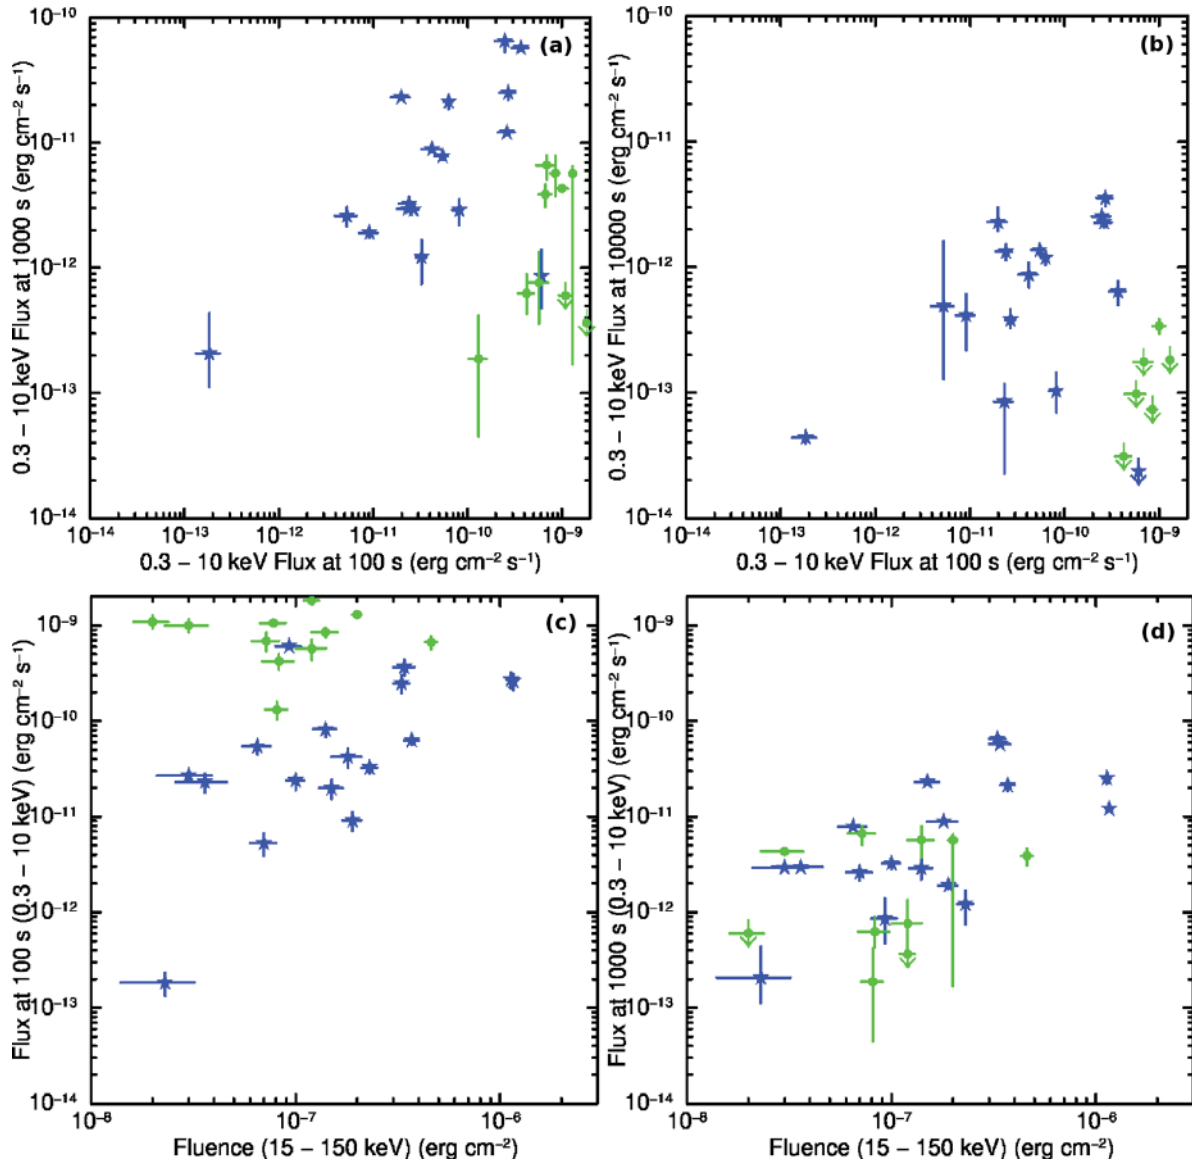 (a)
10⁻¹⁰
10⁻¹¹
10⁻¹²
10⁻¹³
10⁻¹⁴
0.3 – 10 keV Flux at 1000 s (erg cm⁻² s⁻¹)
10⁻¹⁴ 10⁻¹³ 10⁻¹² 10⁻¹¹ 10⁻¹⁰ 10⁻⁹
0.3 – 10 keV Flux at 100 s (erg cm⁻² s⁻¹)
(b)
10⁻¹⁰
10⁻¹¹
10⁻¹²
10⁻¹³
10⁻¹⁴
0.3 – 10 keV Flux at 10000 s (erg cm⁻² s⁻¹)
10⁻¹⁴ 10⁻¹³ 10⁻¹² 10⁻¹¹ 10⁻¹⁰ 10⁻⁹
0.3 – 10 keV Flux at 100 s (erg cm⁻² s⁻¹)
(c)
10⁻⁹
10⁻¹⁰
10⁻¹¹
10⁻¹²
10⁻¹³
10⁻¹⁴
Flux at 100 s (0.3 – 10 keV) (erg cm⁻² s⁻¹)
10⁻⁸ 10⁻⁷ 10⁻⁶
Fluence (15 – 150 keV) (erg cm⁻²)
(d)
10⁻⁹
10⁻¹⁰
10⁻¹¹
10⁻¹²
10⁻¹³
10⁻¹⁴
Flux at 1000 s (0.3 – 10 keV) (erg cm⁻² s⁻¹)
10⁻⁸ 10⁻⁷ 10⁻⁶
Fluence (15 – 150 keV) (erg cm⁻²)